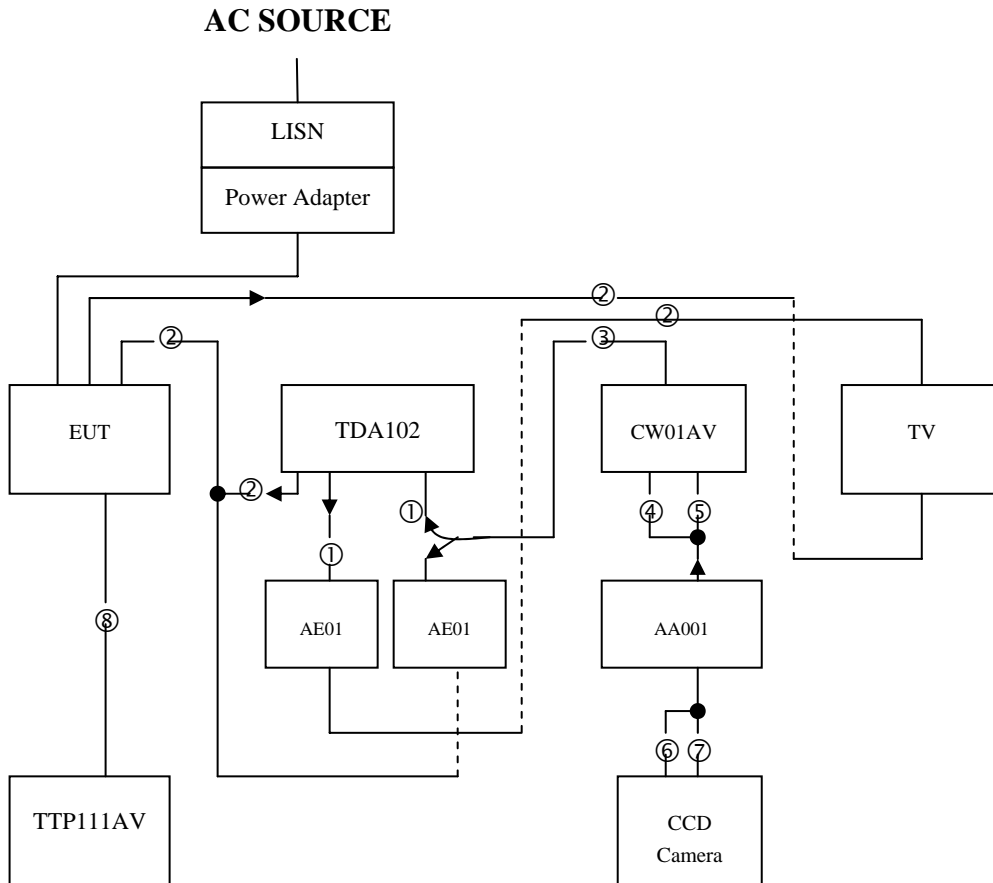 AC SOURCE
LISN
Power Adapter
②
②
②
③
EUT
TDA102
CW01AV
TV
②
①
④
⑤
①
AE01
AE01
AA001
⑧
⑥
⑦
TTP111AV
CCD
Camera